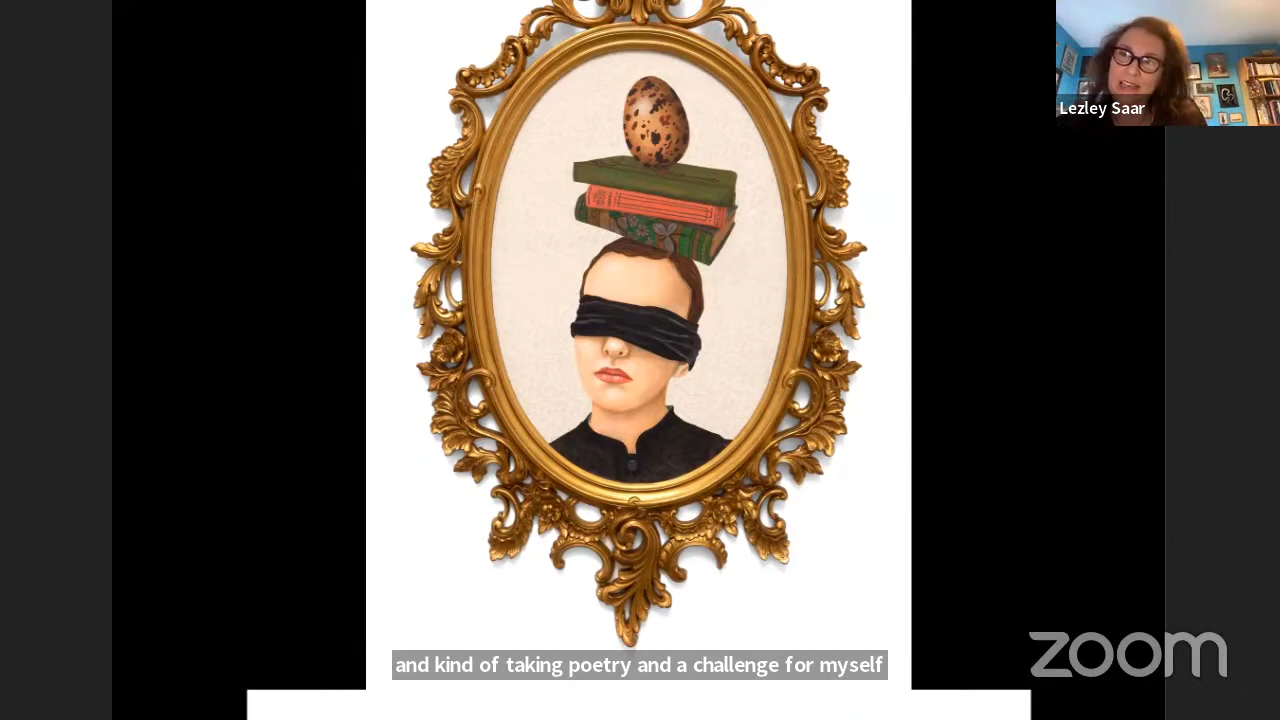 Lezley Saar
and kind of taking poetry and a challenge for myself
zoom